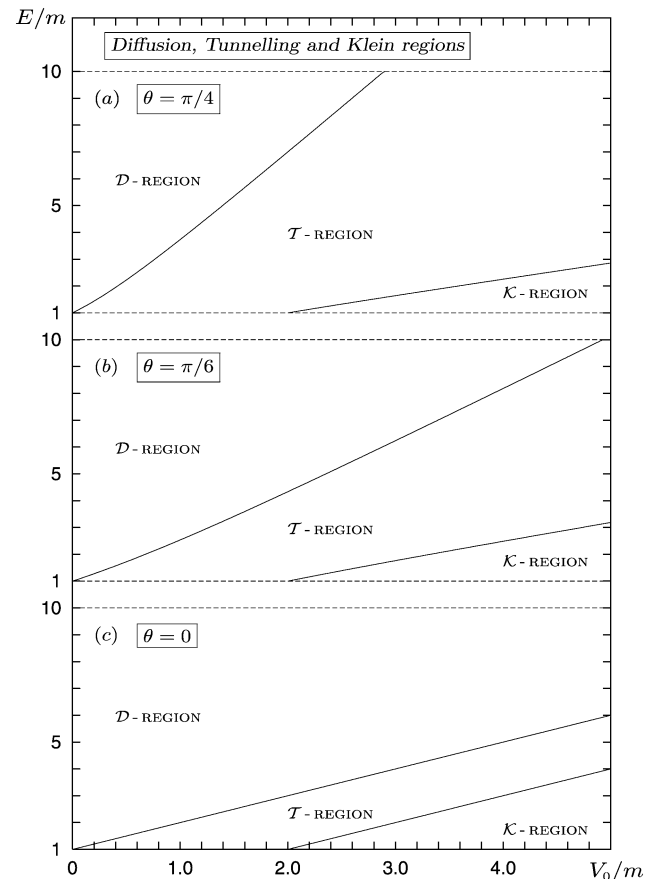 E/m
Diffusion, Tunnelling and Klein regions
10
(a) θ = π/4
𝒟 - REGION
5
𝒯 - REGION
𝒦 - REGION
1
10
(b) θ = π/6
𝒟 - REGION
5
𝒯 - REGION
𝒦 - REGION
1
10
(c) θ = 0
𝒟 - REGION
5
𝒯 - REGION
𝒦 - REGION
1
0 1.0 2.0 3.0 4.0 V₀/m